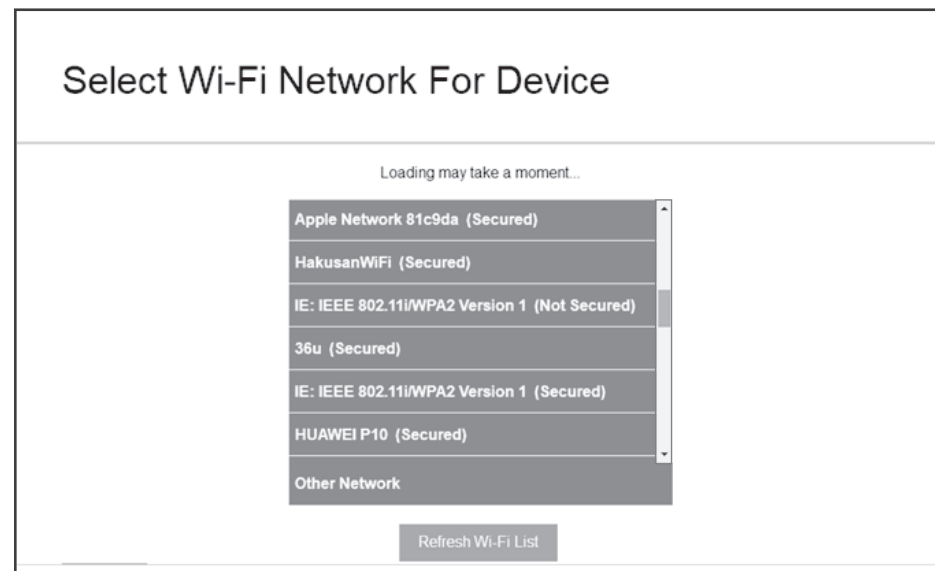 Select Wi-Fi Network For Device
Loading may take a moment...
Apple Network 81c9da (Secured)
HakusanWiFi (Secured)
IE: IEEE 802.11i/WPA2 Version 1 (Not Secured)
36u (Secured)
IE: IEEE 802.11i/WPA2 Version 1 (Secured)
HUAWEI P10 (Secured)
Other Network
Refresh Wi-Fi List